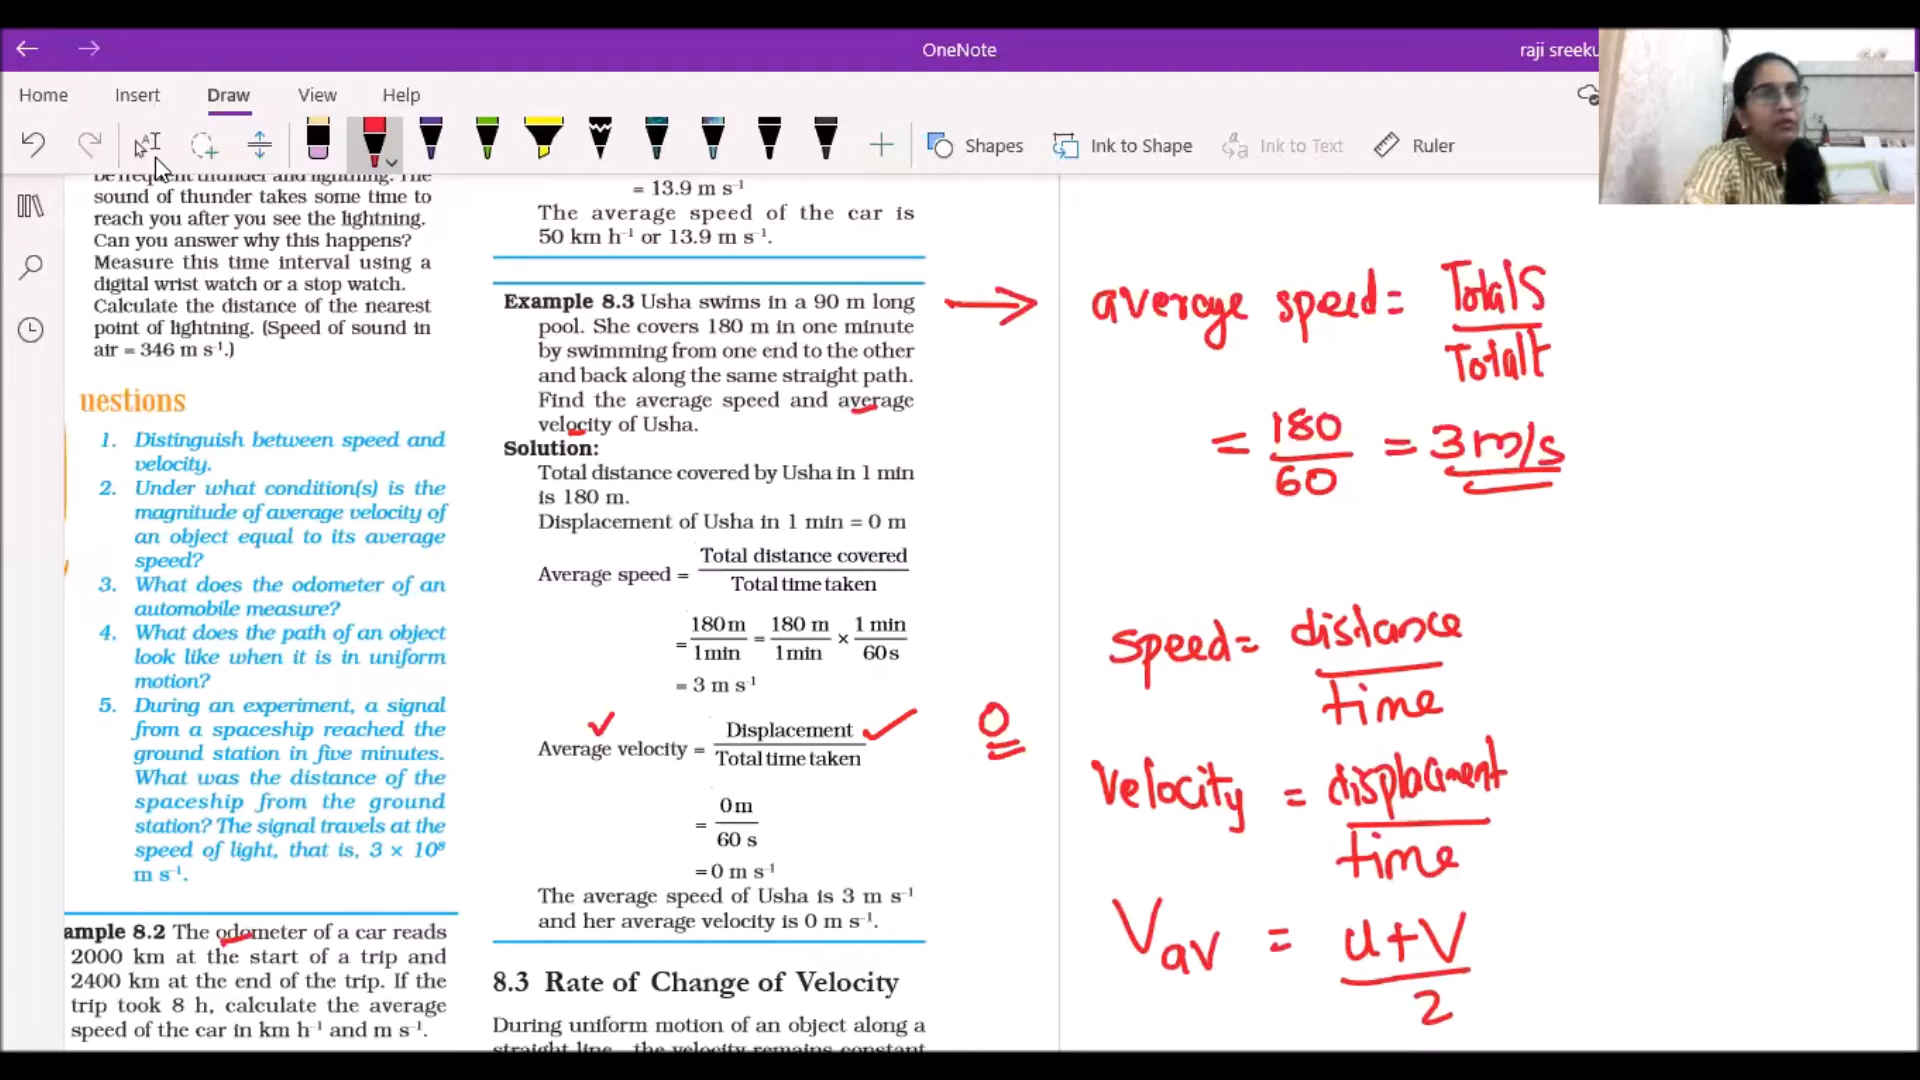 OneNote
raji sreeku
Home Insert Draw View Help
Shapes Ink to Shape Ink to Text Ruler
sound of thunder takes some time to
reach you after you see the lightning.
Can you answer why this happens?
Measure this time interval using a
digital wrist watch or a stop watch.
Calculate the distance of the nearest
point of lightning. (Speed of sound in
air = 346 m s⁻¹.)
uestions
1. Distinguish between speed and
velocity.
2. Under what condition(s) is the
magnitude of average velocity of
an object equal to its average
speed?
3. What does the odometer of an
automobile measure?
4. What does the path of an object
look like when it is in uniform
motion?
5. During an experiment, a signal
from a spaceship reached the
ground station in five minutes.
What was the distance of the
spaceship from the ground
station? The signal travels at the
speed of light, that is, 3 × 10⁸
m s⁻¹.
ample 8.2 The odometer of a car reads
2000 km at the start of a trip and
2400 km at the end of the trip. If the
trip took 8 h, calculate the average
speed of the car in km h⁻¹ and m s⁻¹.
= 13.9 m s⁻¹
The average speed of the car is
50 km h⁻¹ or 13.9 m s⁻¹.
Example 8.3 Usha swims in a 90 m long
pool. She covers 180 m in one minute
by swimming from one end to the other
and back along the same straight path.
Find the average speed and average
velocity of Usha.
Solution:
Total distance covered by Usha in 1 min
is 180 m.
Displacement of Usha in 1 min = 0 m
Average speed = Total distance covered
Total time taken
= 180 m / 1 min = 180 m / 1 min × 1 min / 60 s
= 3 m s⁻¹
Average velocity = Displacement
Total time taken
= 0 m
60 s
= 0 m s⁻¹
The average speed of Usha is 3 m s⁻¹
and her average velocity is 0 m s⁻¹.
8.3 Rate of Change of Velocity
During uniform motion of an object along a
straight line, the velocity remains constant
0
average speed = Total S
Total t
= 180 / 60 = 3 m/s
speed = distance
time
velocity = displacment
time
Vav = u+v
2